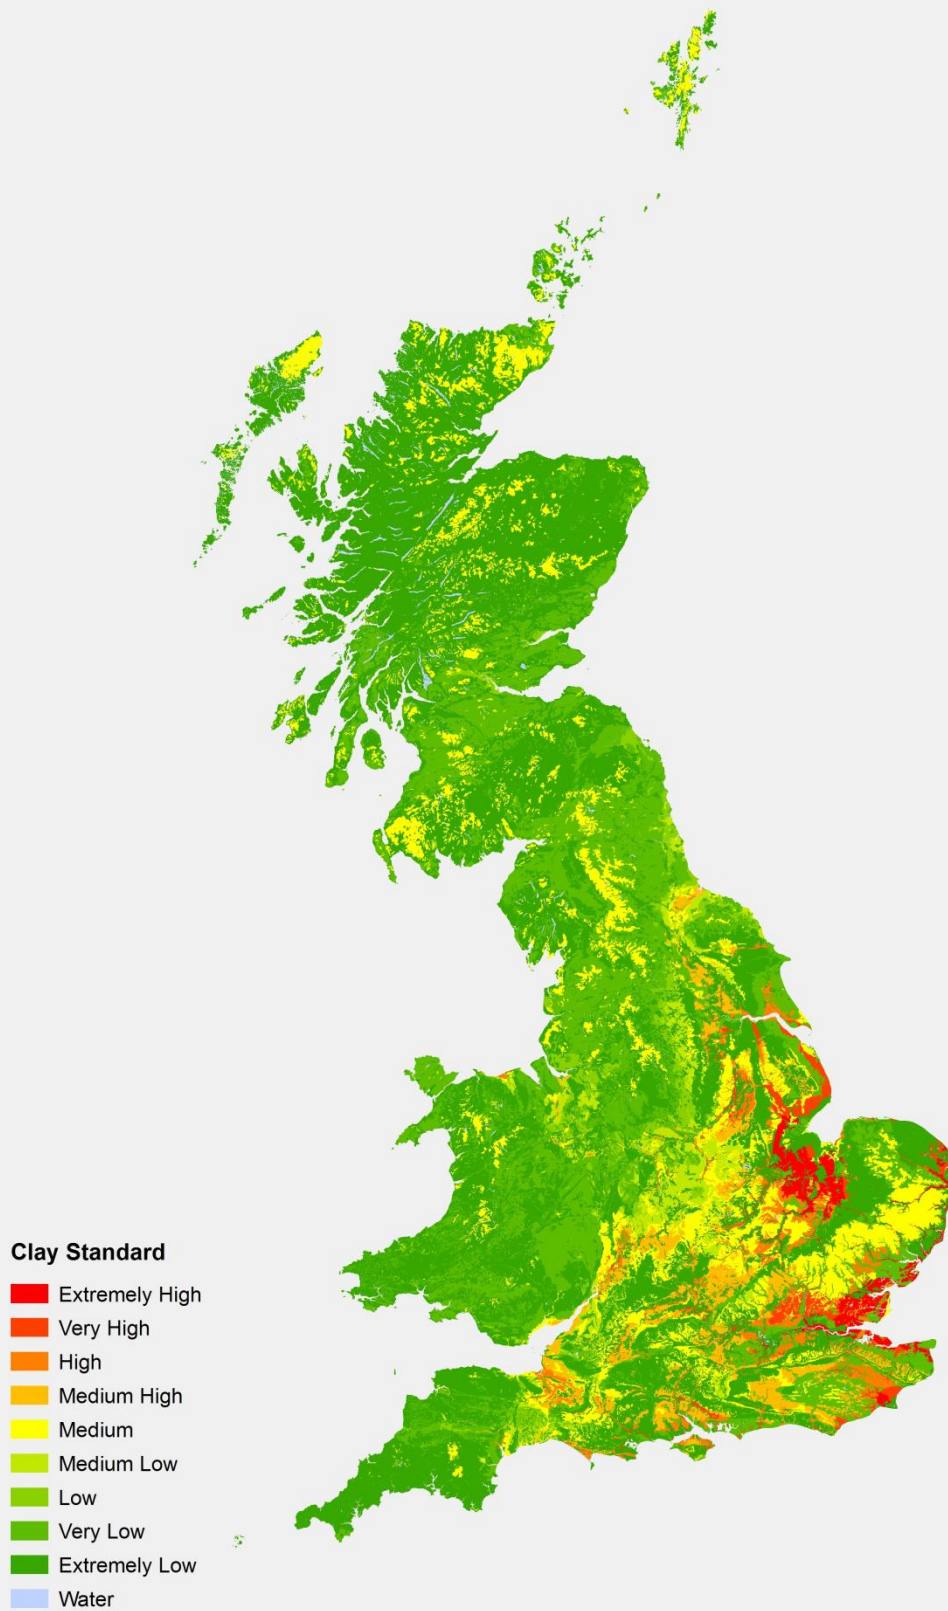 Clay Standard
Extremely High
Very High
High
Medium High
Medium
Medium Low
Low
Very Low
Extremely Low
Water